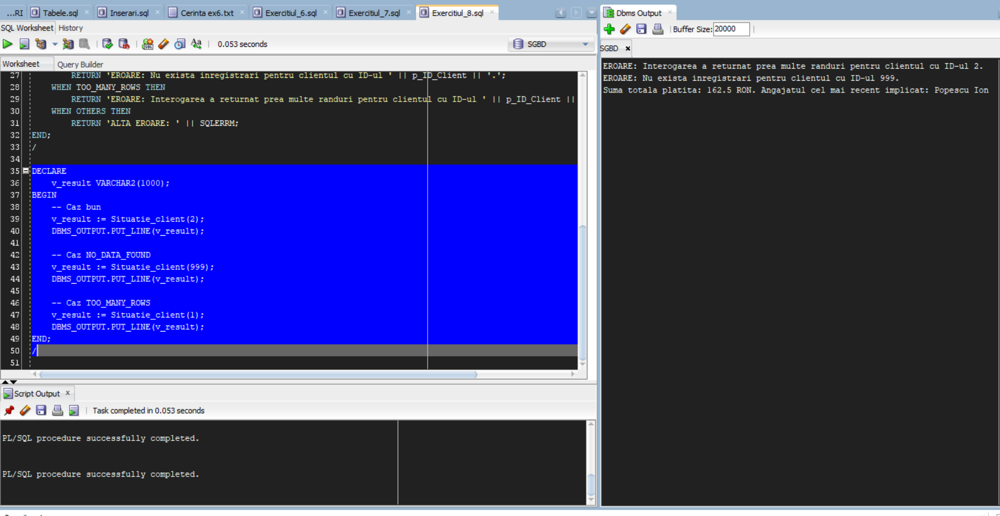 ...RI Tabele.sql Inserari.sql Cerinta ex6.txt Exercitiul_6.sql Exercitiul_7.sql Exercitiul_8.sql
SQL Worksheet History
0.053 seconds
SGBD
Worksheet Query Builder
27 RETURN 'EROARE: Nu exista inregistrari pentru clientul cu ID-ul ' || p_ID_Client || '.';
28 WHEN TOO_MANY_ROWS THEN
29 RETURN 'EROARE: Interogarea a returnat prea multe randuri pentru clientul cu ID-ul ' || p_ID_Client ||
30 WHEN OTHERS THEN
31 RETURN 'ALTA EROARE: ' || SQLERRM;
32 END;
33 /
34
35 DECLARE
36 v_result VARCHAR2(1000);
37 BEGIN
38 -- Caz bun
39 v_result := Situatie_client(2);
40 DBMS_OUTPUT.PUT_LINE(v_result);
41
42 -- Caz NO_DATA_FOUND
43 v_result := Situatie_client(999);
44 DBMS_OUTPUT.PUT_LINE(v_result);
45
46 -- Caz TOO_MANY_ROWS
47 v_result := Situatie_client(1);
48 DBMS_OUTPUT.PUT_LINE(v_result);
49 END;
50 /
51
Script Output x
Task completed in 0.053 seconds
PL/SQL procedure successfully completed.
PL/SQL procedure successfully completed.
Dbms Output
Buffer Size: 20000
SGBD x
EROARE: Interogarea a returnat prea multe randuri pentru clientul cu ID-ul 2.
EROARE: Nu exista inregistrari pentru clientul cu ID-ul 999.
Suma totala platita: 162.5 RON. Angajatul cel mai recent implicat: Popescu Ion